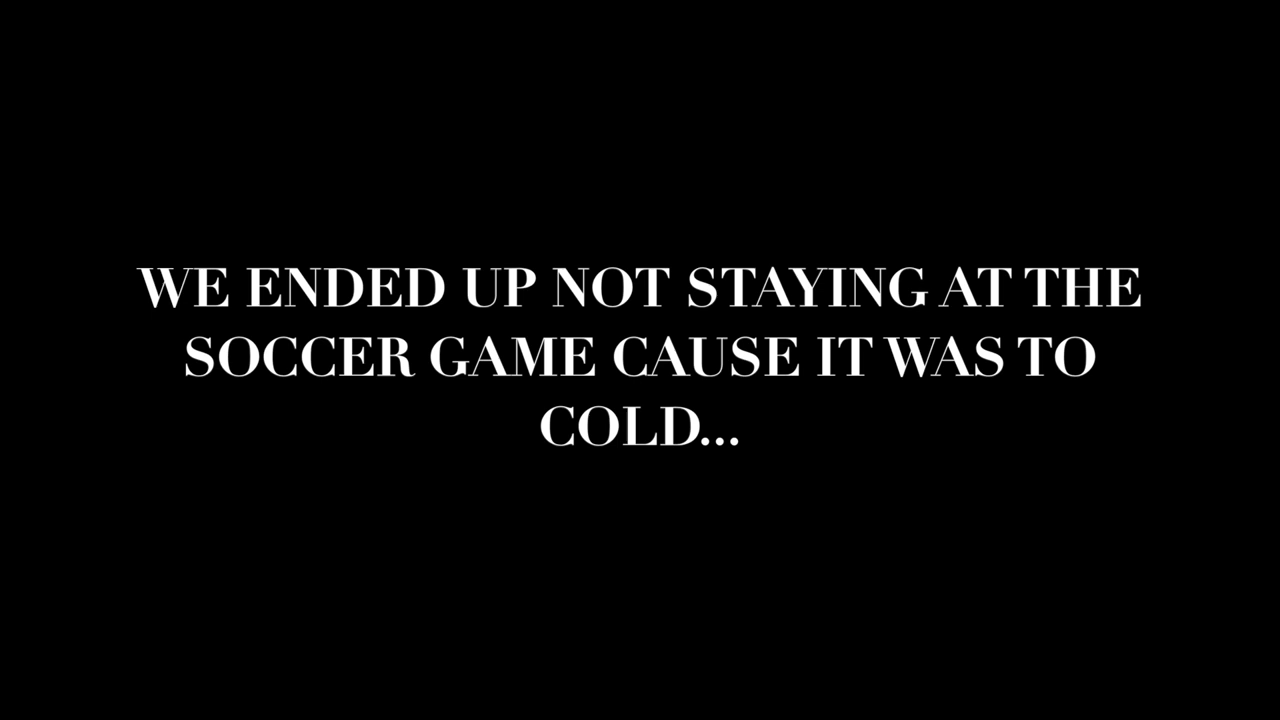 WE ENDED UP NOT STAYING AT THE
SOCCER GAME CAUSE IT WAS TO
COLD...